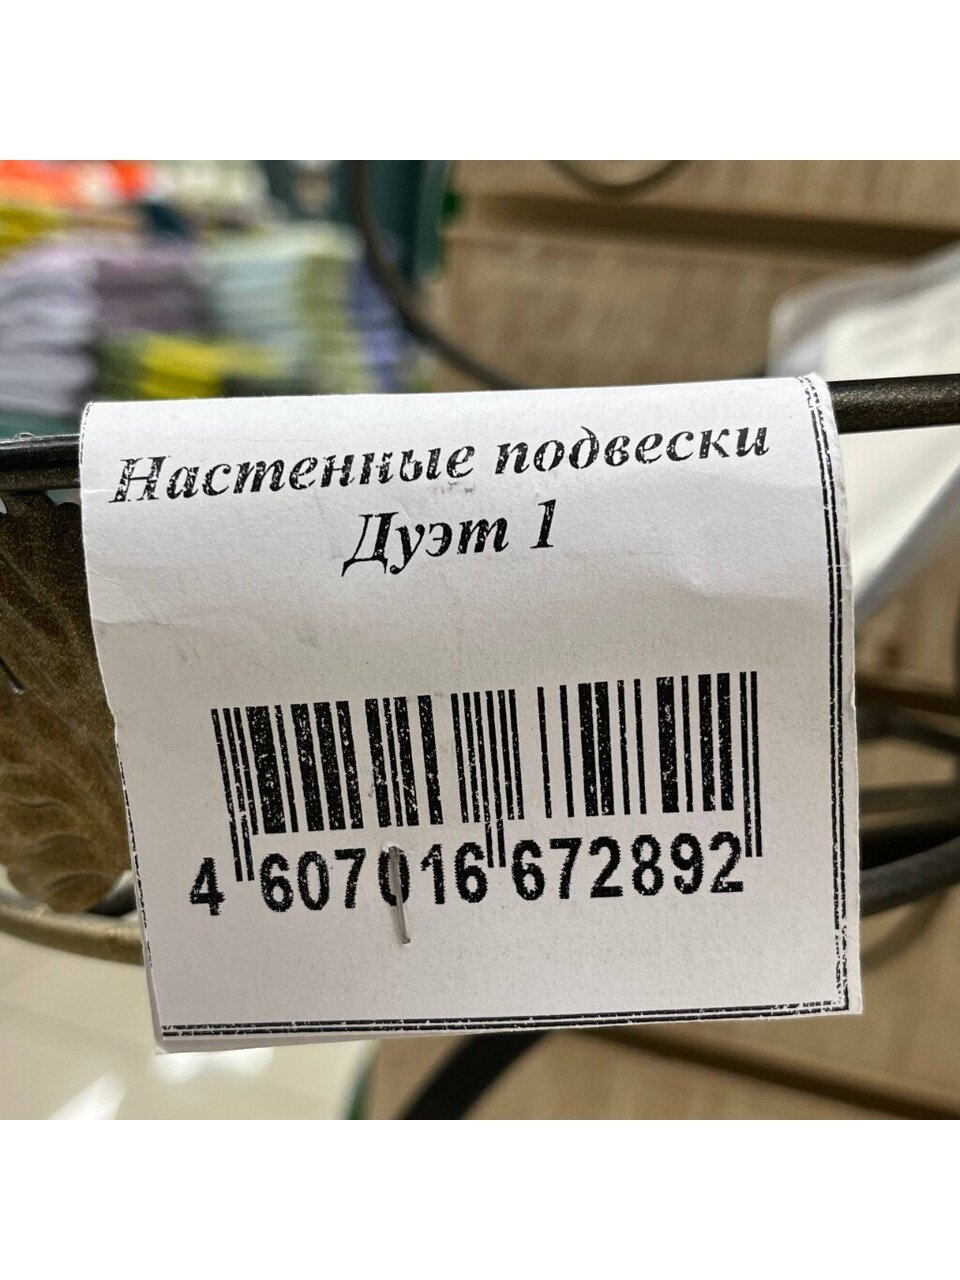 Настенные подвески
Дуэт 1
4 607016 672892